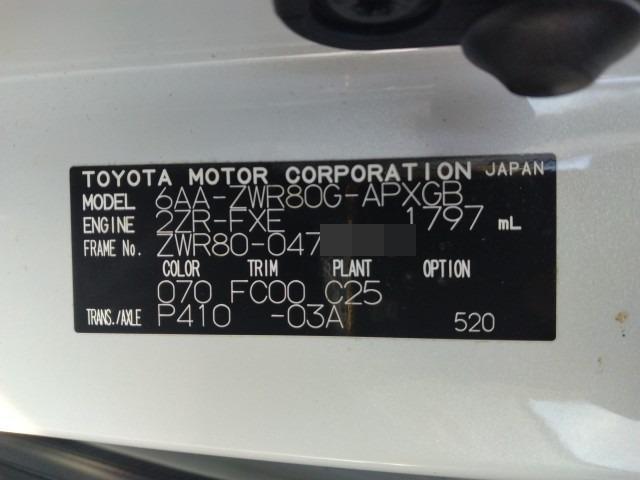 TOYOTA MOTOR CORPORATION JAPAN
MODEL 6AA-ZWR80G-APXGB
ENGINE 2ZR-FXE 1797 mL
FRAME No. ZWR80-047
COLOR TRIM PLANT OPTION
070 FC00 C25
TRANS./AXLE P410 -03A 520